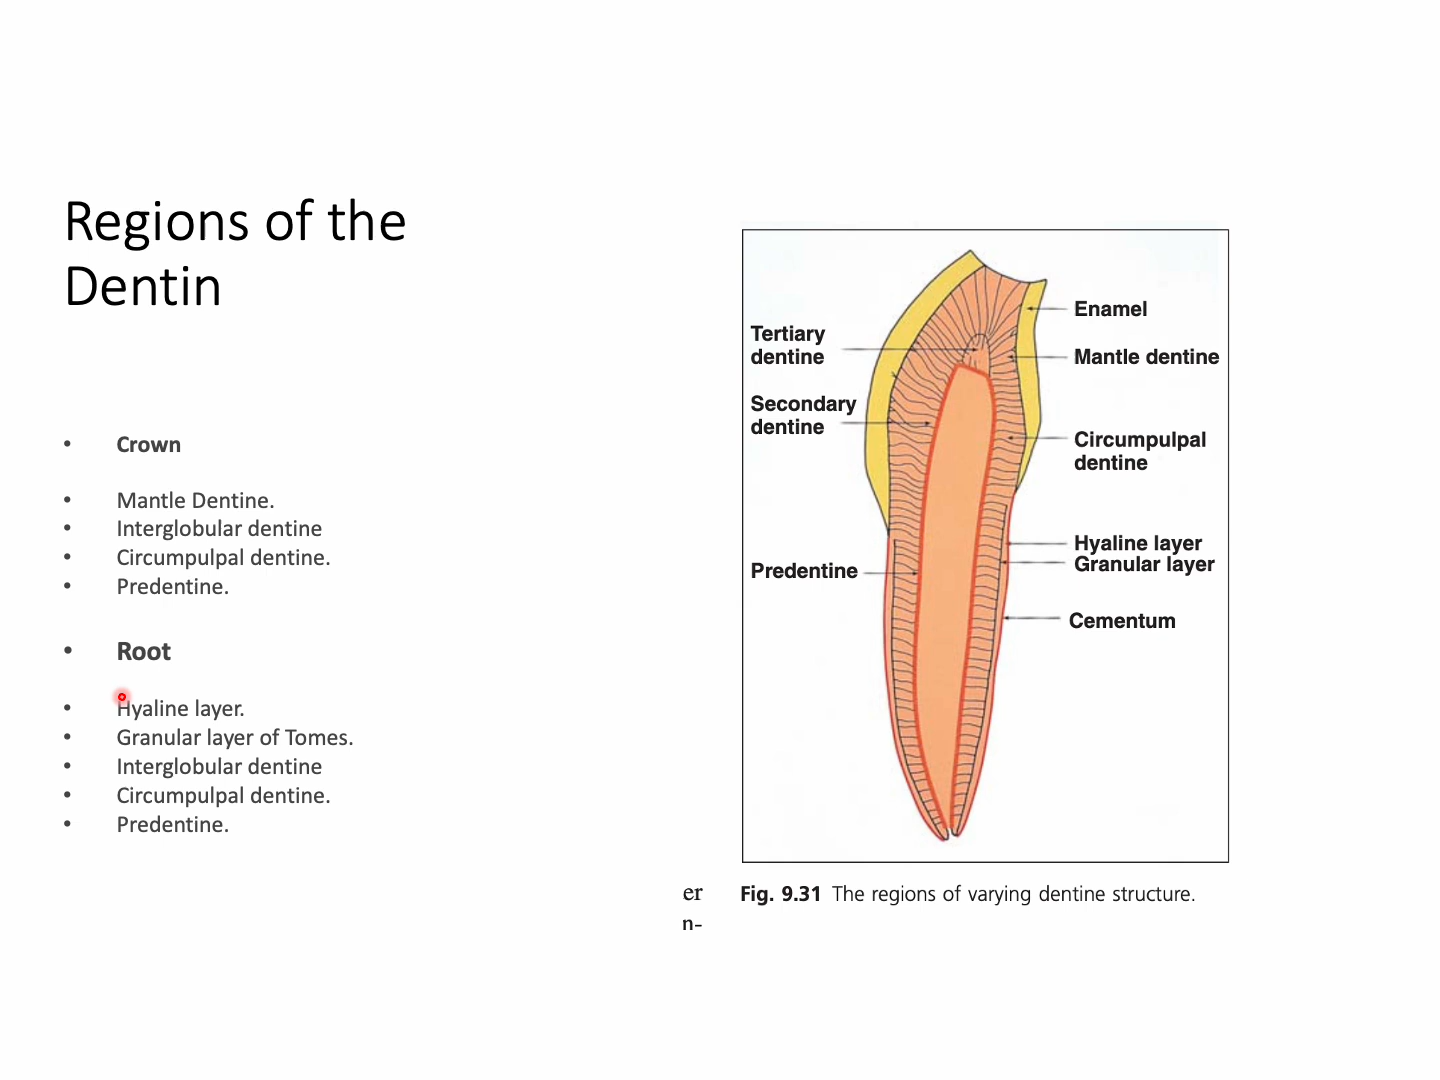 Regions of the
Dentin
• Crown
• Mantle Dentine.
• Interglobular dentine
• Circumpulpal dentine.
• Predentine.
• Root
• Hyaline layer.
• Granular layer of Tomes.
• Interglobular dentine
• Circumpulpal dentine.
• Predentine.
Tertiary
dentine
Secondary
dentine
Predentine
Enamel
Mantle dentine
Circumpulpal
dentine
Hyaline layer
Granular layer
Cementum
er
n-
Fig. 9.31 The regions of varying dentine structure.